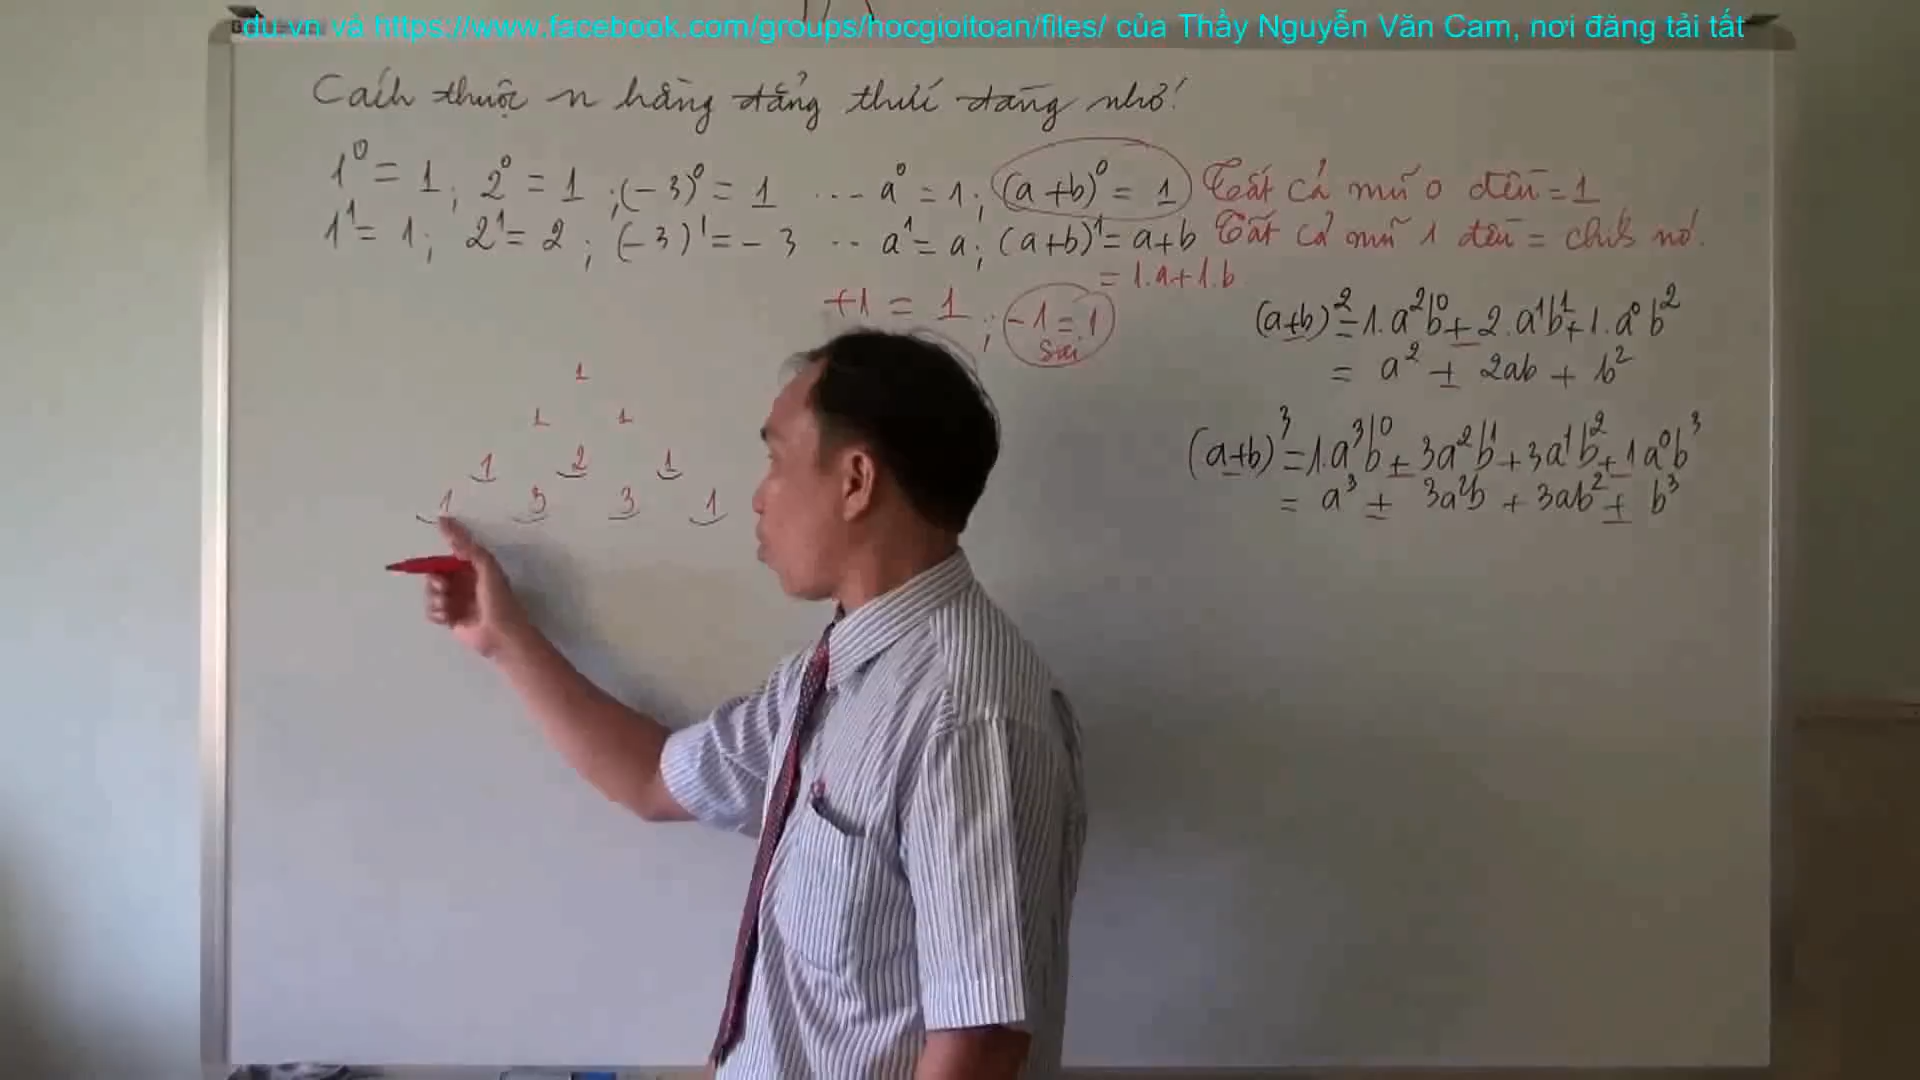 du.vn và https://www.facebook.com/groups/hocgioitoan/files/ của Thầy Nguyễn Văn Cam, nơi đăng tải tất
Cách thuộc n hằng đẳng thức đáng nhớ!
1⁰ = 1; 2⁰ = 1; (-3)⁰ = 1 ... a⁰ = 1; (a+b)⁰ = 1 Tất cả mũ 0 đều = 1
1¹ = 1; 2¹ = 2; (-3)¹ = -3 ... a¹ = a; (a+b)¹ = a+b Tất cả mũ 1 đều = chính nó.
= 1.a+1.b
+1 = 1; -1 = 1
Sai
(a+b)² = 1.a²b⁰ + 2.a¹b¹ + 1.a⁰b²
= a² + 2ab + b²
(a+b)³ = 1.a³b⁰ + 3a²b¹ + 3a¹b² + 1a⁰b³
= a³ + 3a²b + 3ab² + b³
1
1 1
1 2 1
1 3 3 1